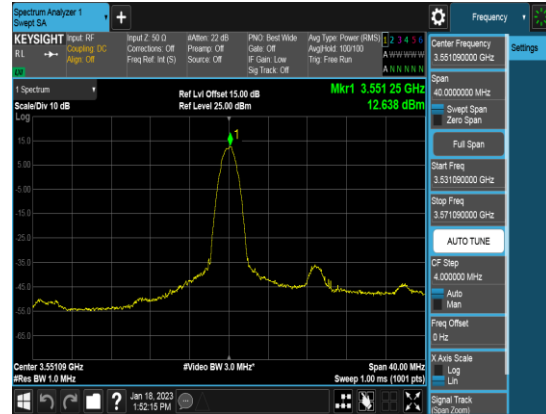 Spectrum Analyzer 1
Swept SA
+
Frequency
KEYSIGHT
RL
Input: RF
Coupling: DC
Align: Off
Input Z: 50 Ω
Corrections: Off
Freq Ref: Int (S)
#Atten: 22 dB
Preamp: Off
Source: Off
PNO: Best Wide
Gate: Off
IF Gain: Low
Sig Track: Off
Avg Type: Power (RMS)
Avg|Hold: 100/100
Trig: Free Run
1 2 3 4 5 6
A W W W W W
A N N N N N
Center Frequency
3.551090000 GHz
Settings
Span
40.0000000 MHz
Swept Span
Zero Span
Full Span
Start Freq
3.531090000 GHz
Stop Freq
3.571090000 GHz
AUTO TUNE
CF Step
4.000000 MHz
Auto
Man
Freq Offset
0 Hz
X Axis Scale
Log
Lin
Signal Track
(Span Zoom)
1 Spectrum
Scale/Div 10 dB
Log
Ref Lvl Offset 15.00 dB
Ref Level 25.00 dBm
Mkr1 3.551 25 GHz
12.638 dBm
1
15.0
5.00
-5.00
-15.0
-25.0
-35.0
-45.0
-55.0
-65.0
Center 3.55109 GHz
#Res BW 1.0 MHz
#Video BW 3.0 MHz*
Span 40.00 MHz
Sweep 1.00 ms (1001 pts)
?
Jan 18, 2023
1:52:15 PM